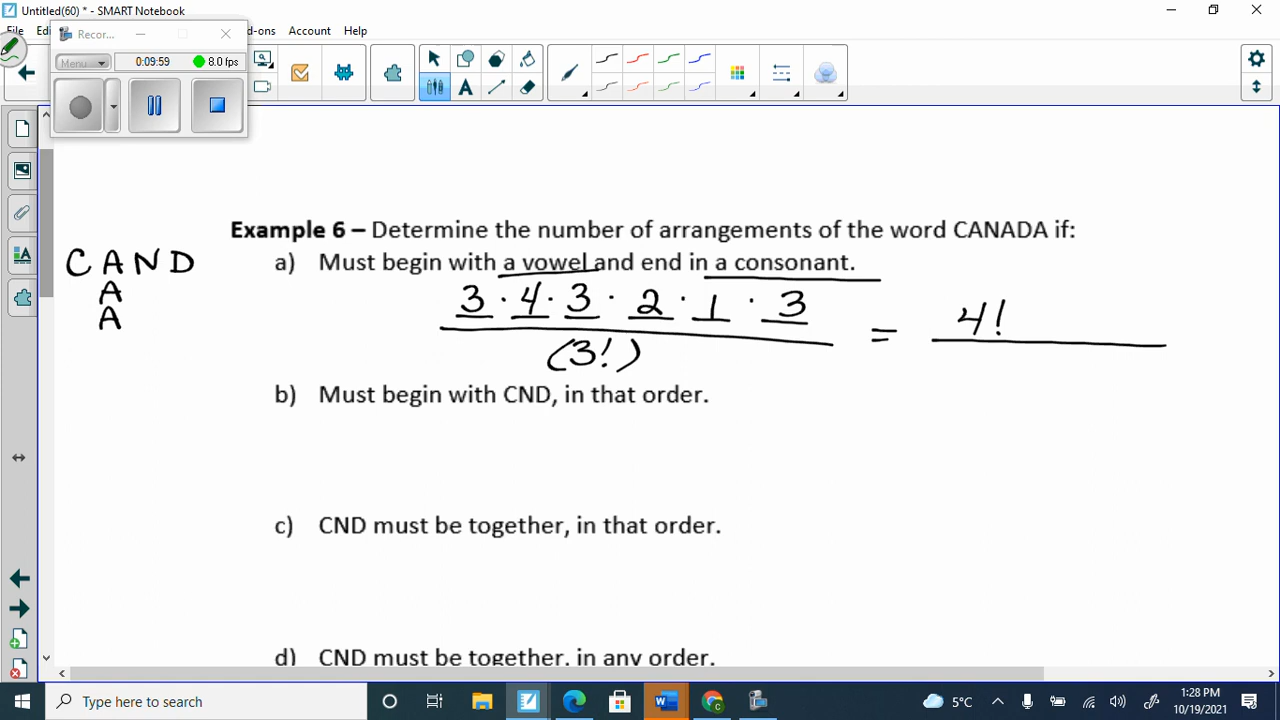 Untitled(60) * - SMART Notebook
File Ed d-ons Account Help
Recor...
Menu 0:09:59 8.0 fps
Example 6 – Determine the number of arrangements of the word CANADA if:
C A N D
A
A
a) Must begin with a vowel and end in a consonant.
3 · 4 · 3 · 2 · 1 · 3 = 4!
(3!)
b) Must begin with CND, in that order.
c) CND must be together, in that order.
d) CND must be together, in any order.
Type here to search
5°C
1:28 PM
10/19/2021